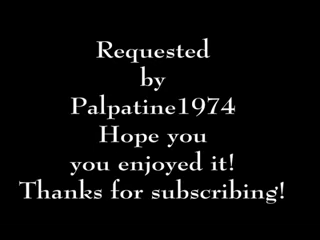 Requested
by
Palpatine1974
Hope you
you enjoyed it!
Thanks for subscribing!